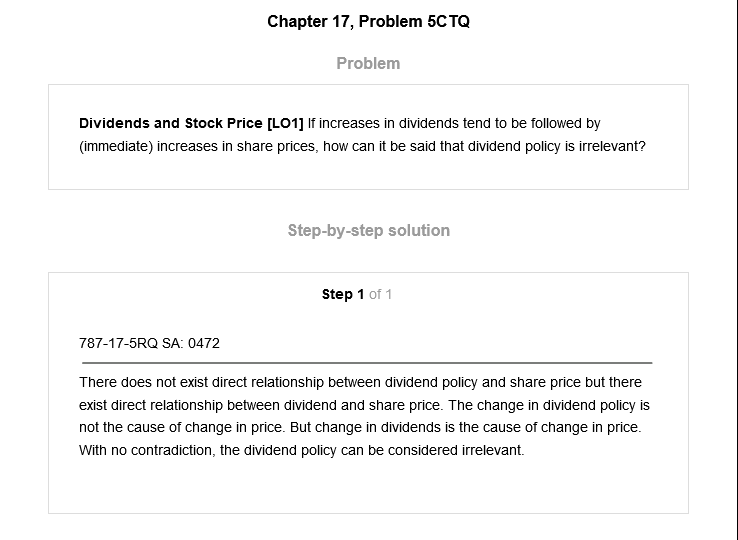 Chapter 17, Problem 5CTQ
Problem
Dividends and Stock Price [LO1] If increases in dividends tend to be followed by
(immediate) increases in share prices, how can it be said that dividend policy is irrelevant?
Step-by-step solution
Step 1 of 1
787-17-5RQ SA: 0472
There does not exist direct relationship between dividend policy and share price but there
exist direct relationship between dividend and share price. The change in dividend policy is
not the cause of change in price. But change in dividends is the cause of change in price.
With no contradiction, the dividend policy can be considered irrelevant.